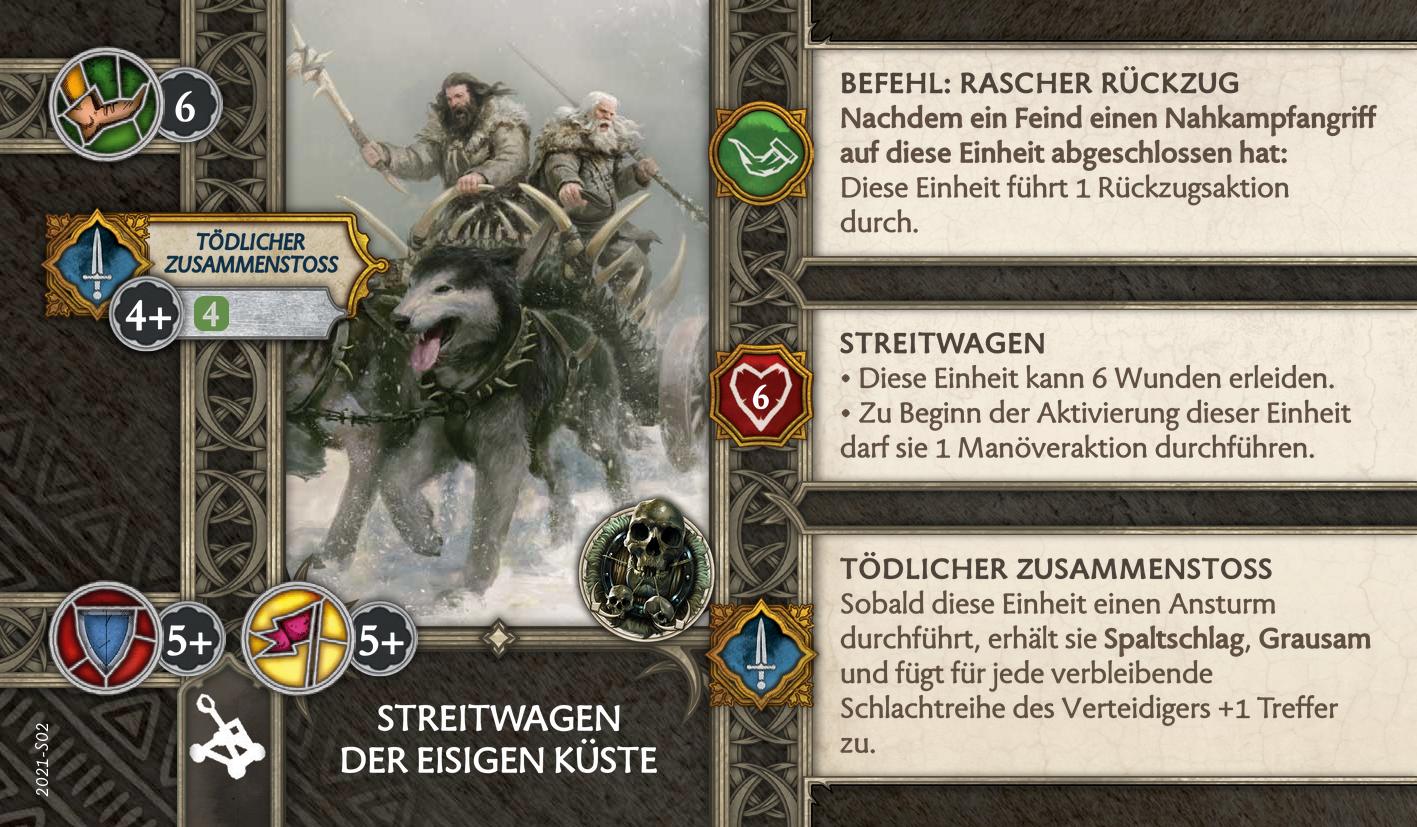 6
TÖDLICHER
ZUSAMMENSTOSS
4+
4
5+
5+
STREITWAGEN
DER EISIGEN KÜSTE
2021-S02
BEFEHL: RASCHER RÜCKZUG
Nachdem ein Feind einen Nahkampfangriff
auf diese Einheit abgeschlossen hat:
Diese Einheit führt 1 Rückzugsaktion
durch.
6
STREITWAGEN
• Diese Einheit kann 6 Wunden erleiden.
• Zu Beginn der Aktivierung dieser Einheit
darf sie 1 Manöveraktion durchführen.
TÖDLICHER ZUSAMMENSTOSS
Sobald diese Einheit einen Ansturm
durchführt, erhält sie Spaltschlag, Grausam
und fügt für jede verbleibende
Schlachtreihe des Verteidigers +1 Treffer
zu.